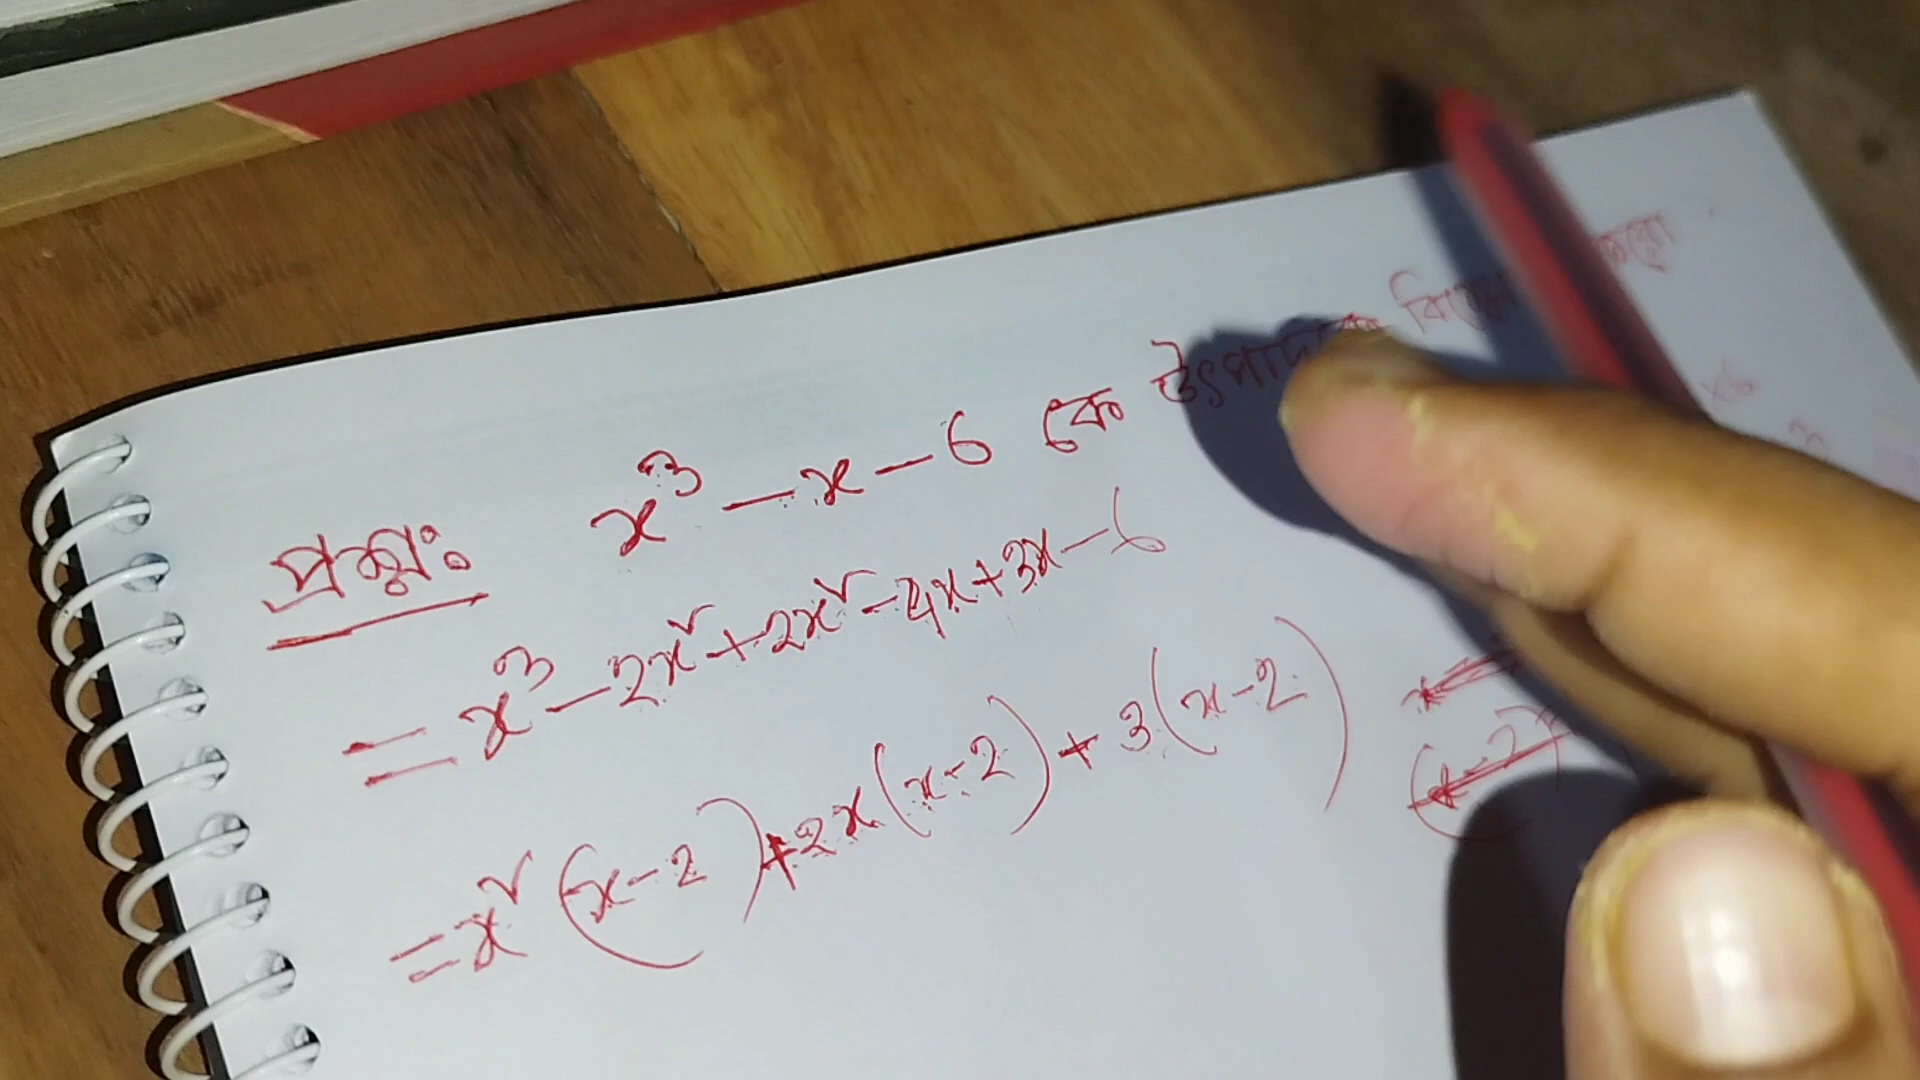 প্রশ্নঃ x³ – x – 6 কে উৎপাদকে
= x³ – 2x² + 2x² – 4x + 3x – 6
= x² (x – 2) + 2x (x – 2) + 3 (x – 2)